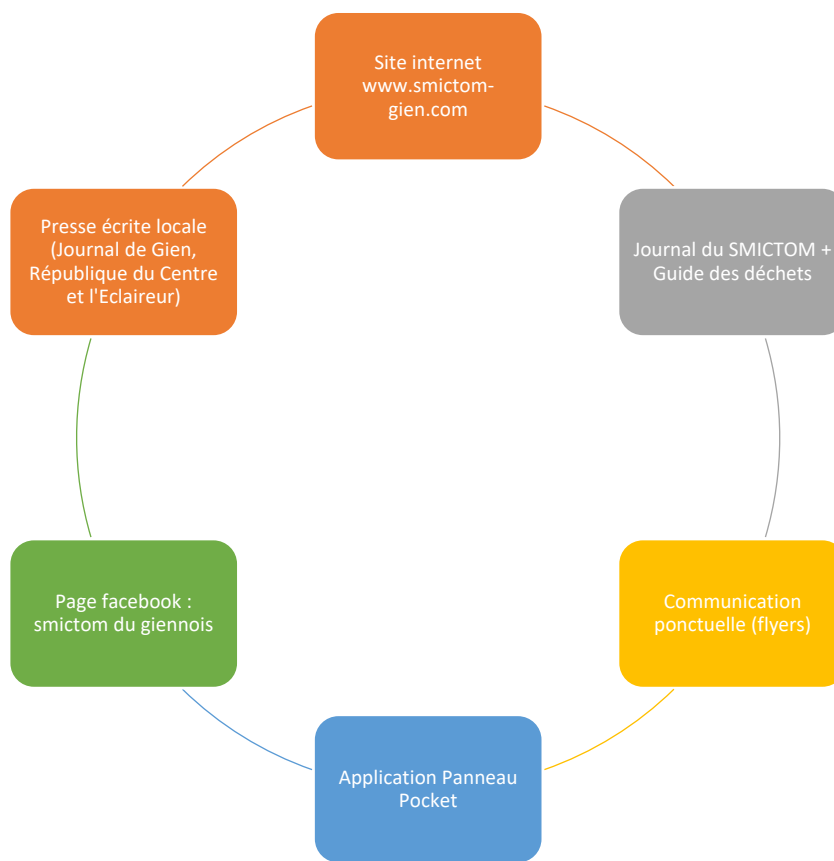 Site internet
www.smictom-
gien.com
Journal du SMICTOM +
Guide des déchets
Communication
ponctuelle (flyers)
Application Panneau
Pocket
Page facebook :
smictom du giennois
Presse écrite locale
(Journal de Gien,
République du Centre
et l'Eclaireur)